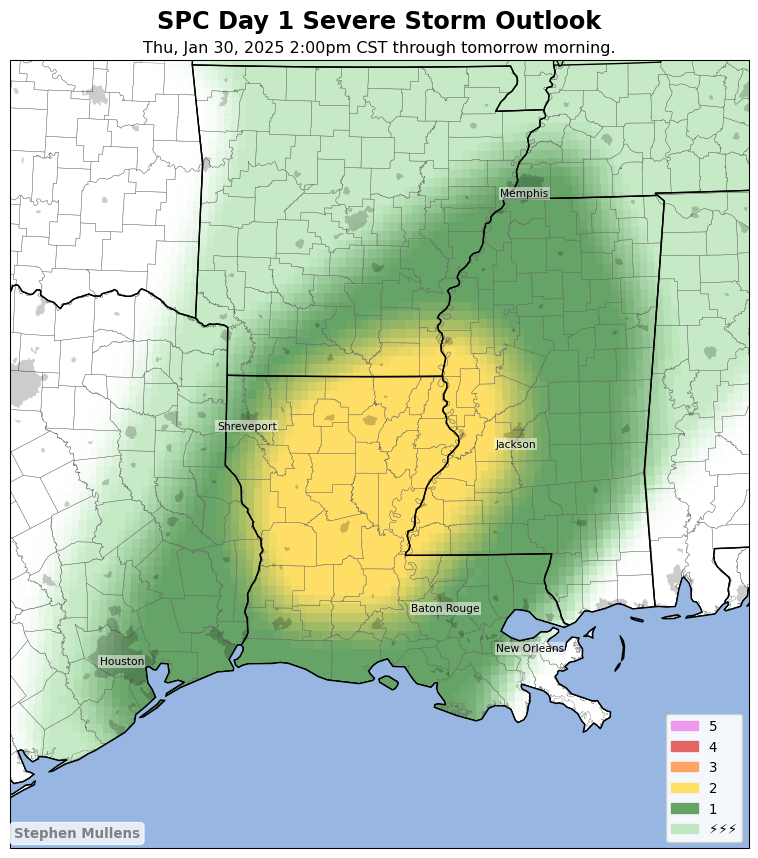 SPC Day 1 Severe Storm Outlook
Thu, Jan 30, 2025 2:00pm CST through tomorrow morning.
Memphis
Shreveport
Jackson
Baton Rouge
New Orleans
Houston
5
4
3
2
1
⚡⚡⚡
Stephen Mullens